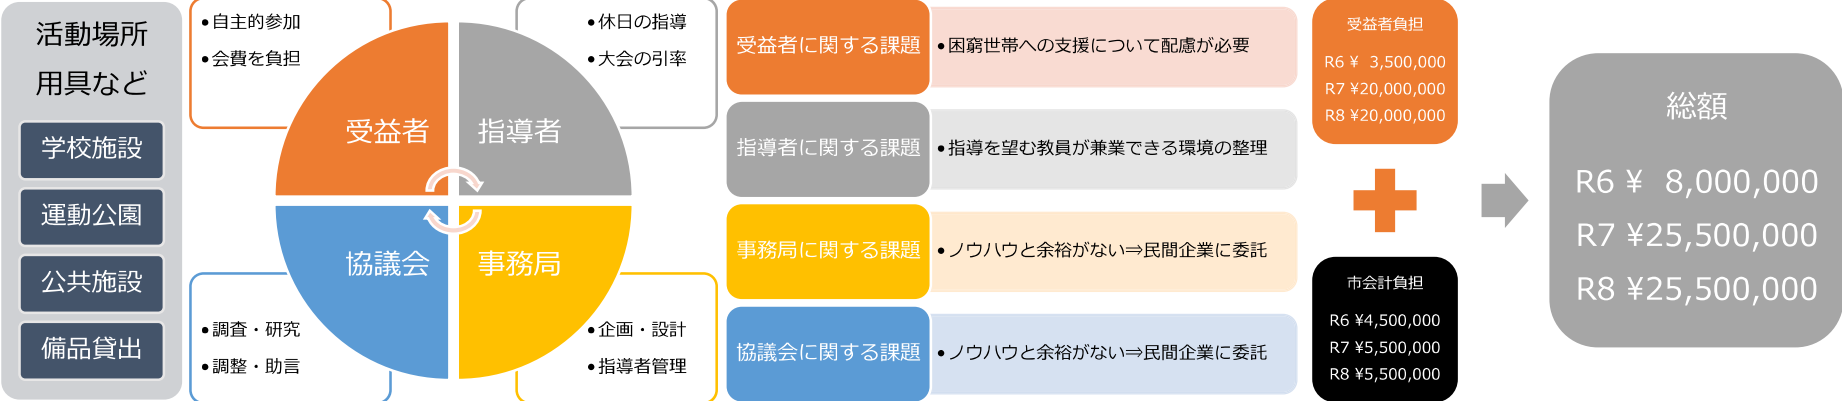 活動場所
用具など
学校施設
運動公園
公共施設
備品貸出
•自主的参加
•会費を負担
•休日の指導
•大会の引率
受益者
指導者
協議会
事務局
•調査・研究
•調整・助言
•企画・設計
•指導者管理
受益者に関する課題
•困窮世帯への支援について配慮が必要
指導者に関する課題
•指導を望む教員が兼業できる環境の整理
事務局に関する課題
•ノウハウと余裕がない⇒民間企業に委託
協議会に関する課題
•ノウハウと余裕がない⇒民間企業に委託
受益者負担
R6 ¥ 3,500,000
R7 ¥20,000,000
R8 ¥20,000,000
市会計負担
R6 ¥4,500,000
R7 ¥5,500,000
R8 ¥5,500,000
総額
R6 ¥ 8,000,000
R7 ¥25,500,000
R8 ¥25,500,000